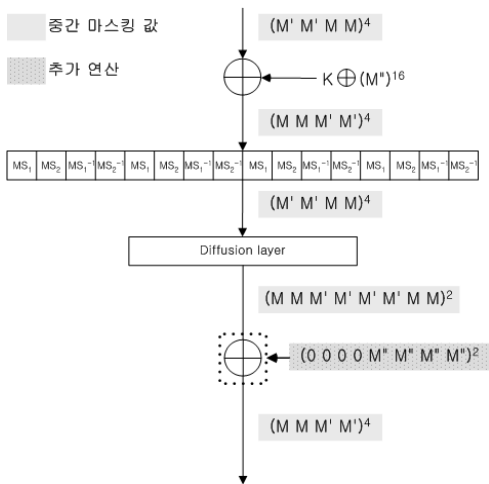 중간 마스킹 값
(M' M' M M)⁴
추가 연산
K ⊕ (M")¹⁶
(M M M' M')⁴
MS₁ MS₂ MS₁⁻¹ MS₂⁻¹ MS₁ MS₂ MS₁⁻¹ MS₂⁻¹ MS₁ MS₂ MS₁⁻¹ MS₂⁻¹ MS₁ MS₂ MS₁⁻¹ MS₂⁻¹
(M' M' M M)⁴
Diffusion layer
(M M M' M' M' M' M M)²
(0 0 0 0 M" M" M" M")²
(M M M' M')⁴